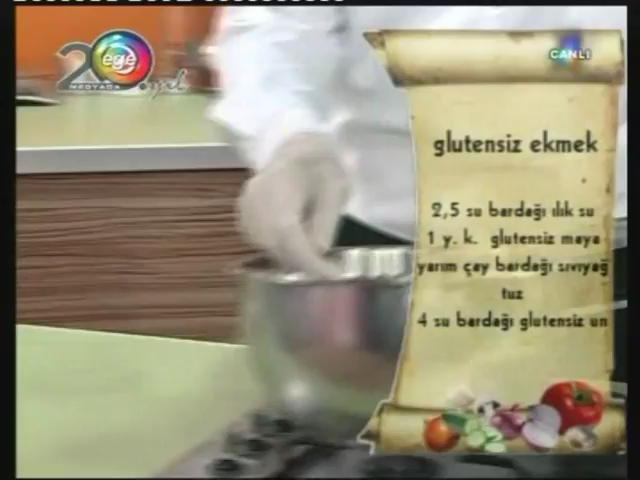 20
ege
MEDYADA
.yıl
CANLI
glutensiz ekmek
2,5 su bardağı ılık su
1 y. k. glutensiz maya
yarım çay bardağı sıvıyağ
tuz
4 su bardağı glutensiz un